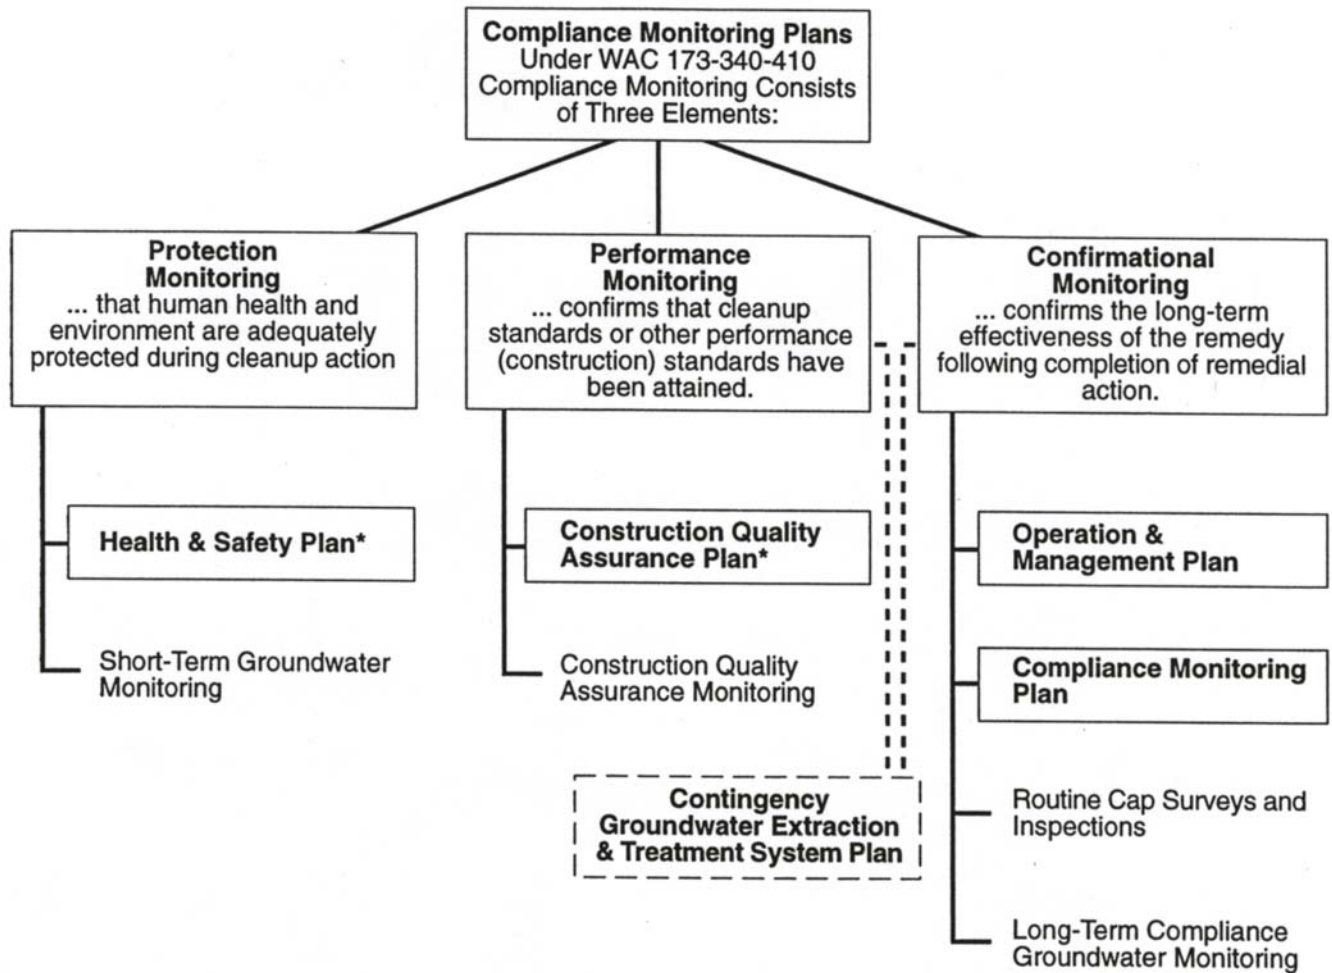 Compliance Monitoring Plans
Under WAC 173-340-410
Compliance Monitoring Consists
of Three Elements:
Protection
Monitoring
... that human health and
environment are adequately
protected during cleanup action
Performance
Monitoring
... confirms that cleanup
standards or other performance
(construction) standards have
been attained.
Confirmational
Monitoring
... confirms the long-term
effectiveness of the remedy
following completion of remedial
action.
Health & Safety Plan*
Short-Term Groundwater
Monitoring
Construction Quality
Assurance Plan*
Construction Quality
Assurance Monitoring
Contingency
Groundwater Extraction
& Treatment System Plan
Operation &
Management Plan
Compliance Monitoring
Plan
Routine Cap Surveys and
Inspections
Long-Term Compliance
Groundwater Monitoring